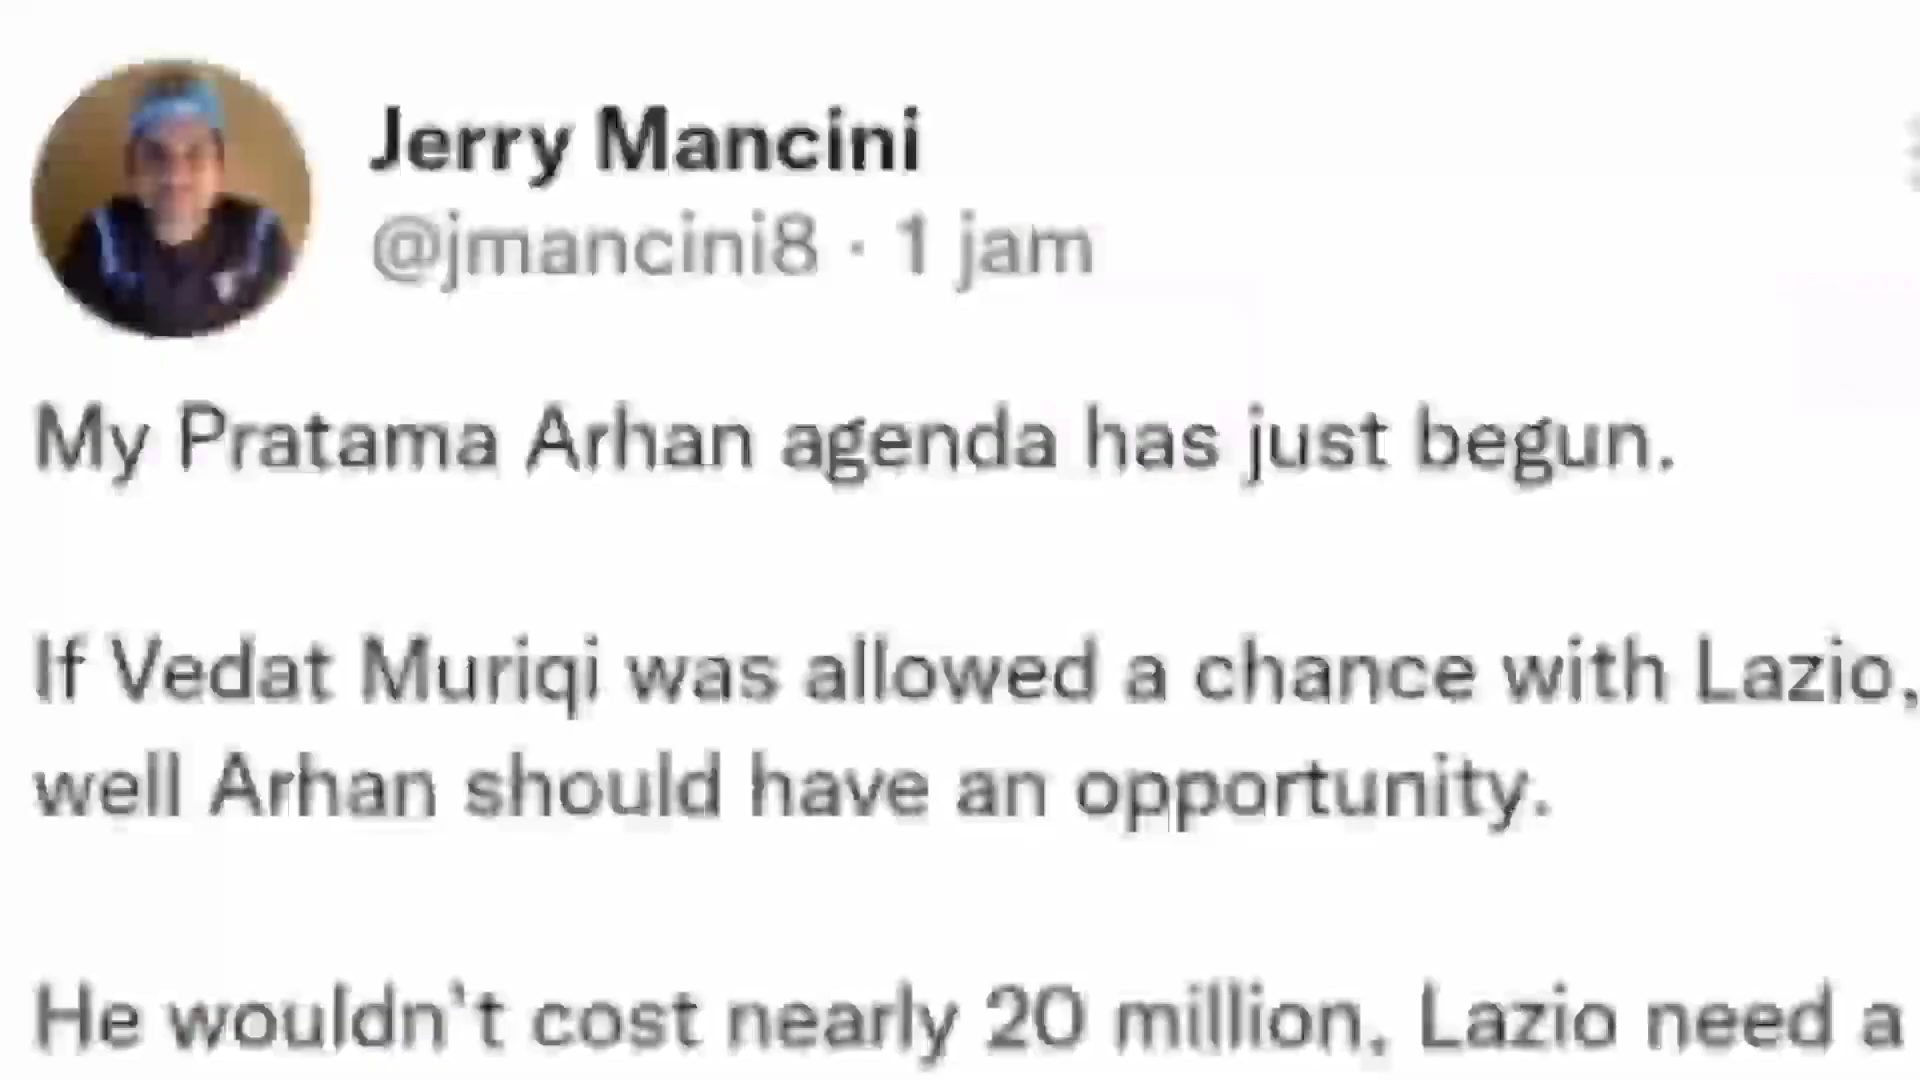 Jerry Mancini
@jmancini8 · 1 jam
My Pratama Arhan agenda has just begun.
If Vedat Muriqi was allowed a chance with Lazio,
well Arhan should have an opportunity.
He wouldn't cost nearly 20 million, Lazio need a